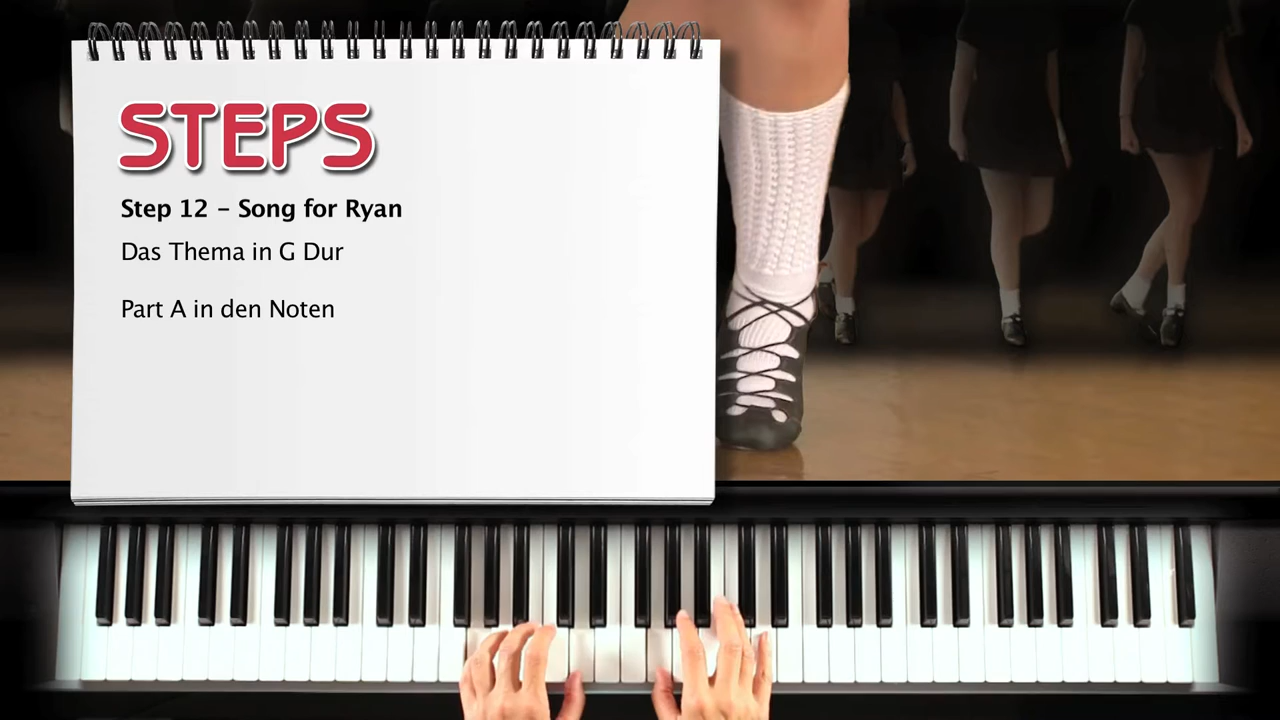 STEPS
Step 12 – Song for Ryan
Das Thema in G Dur
Part A in den Noten